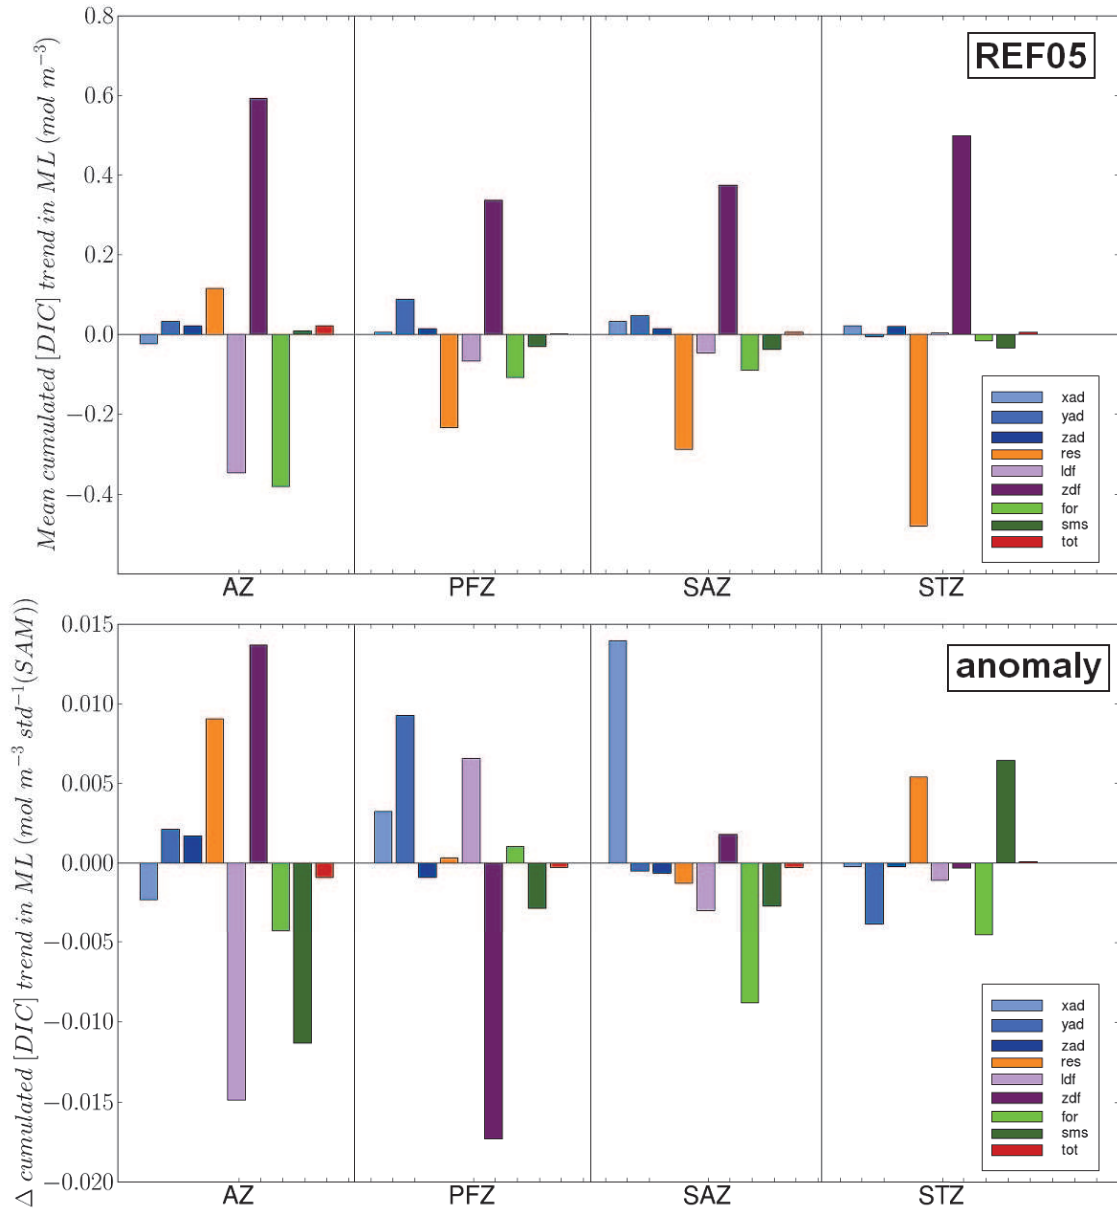 REF05
Mean cumulated [DIC] trend in ML (mol m⁻³)
0.8
0.6
0.4
0.2
0.0
−0.2
−0.4
xad
yad
zad
res
ldf
zdf
for
sms
tot
AZ PFZ SAZ STZ
anomaly
Δ cumulated [DIC] trend in ML (mol m⁻³ std⁻¹(SAM))
0.015
0.010
0.005
0.000
−0.005
−0.010
−0.015
−0.020
xad
yad
zad
res
ldf
zdf
for
sms
tot
AZ PFZ SAZ STZ